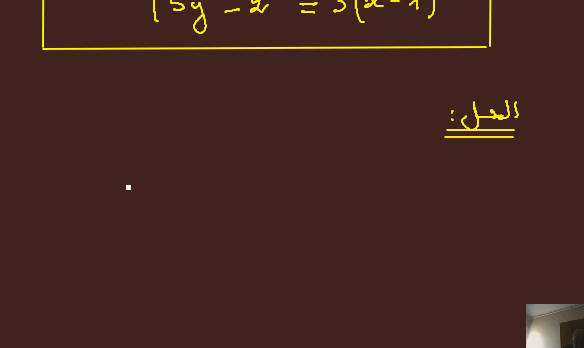 5y - 2 = 3(x - 1)
الحل: